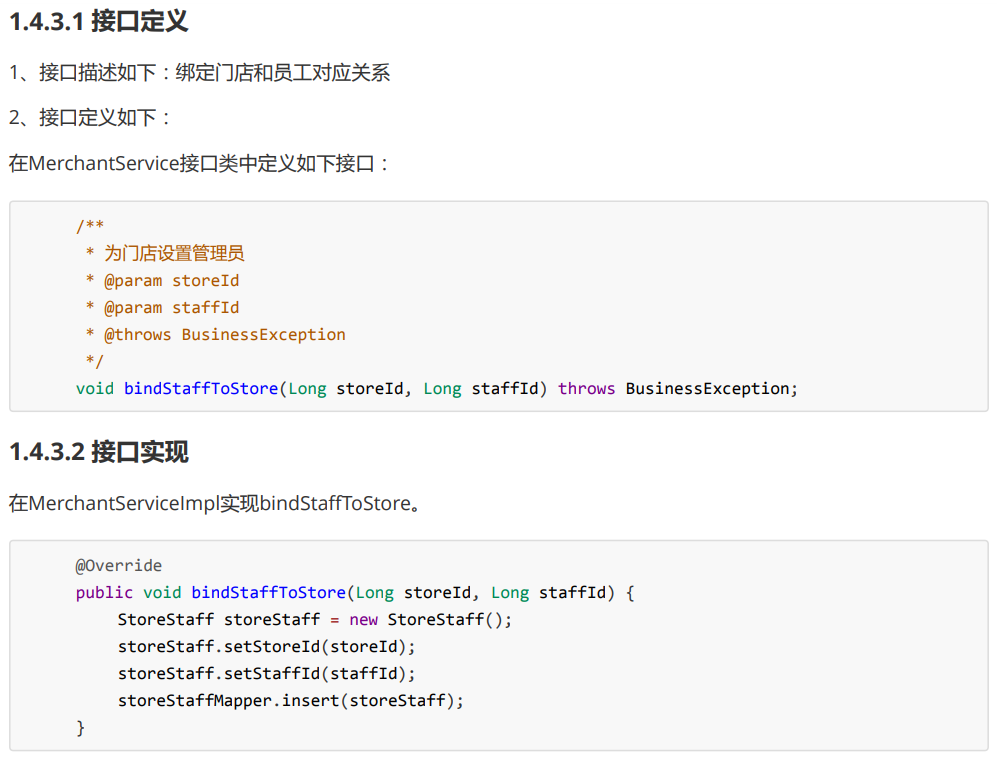 1.4.3.1 接口定义
1、接口描述如下：绑定门店和员工对应关系
2、接口定义如下：
在MerchantService接口类中定义如下接口：
/**
* 为门店设置管理员
* @param storeId
* @param staffId
* @throws BusinessException
*/
void bindStaffToStore(Long storeId, Long staffId) throws BusinessException;
1.4.3.2 接口实现
在MerchantServiceImpl实现bindStaffToStore。
@Override
public void bindStaffToStore(Long storeId, Long staffId) {
StoreStaff storeStaff = new StoreStaff();
storeStaff.setStoreId(storeId);
storeStaff.setStaffId(staffId);
storeStaffMapper.insert(storeStaff);
}